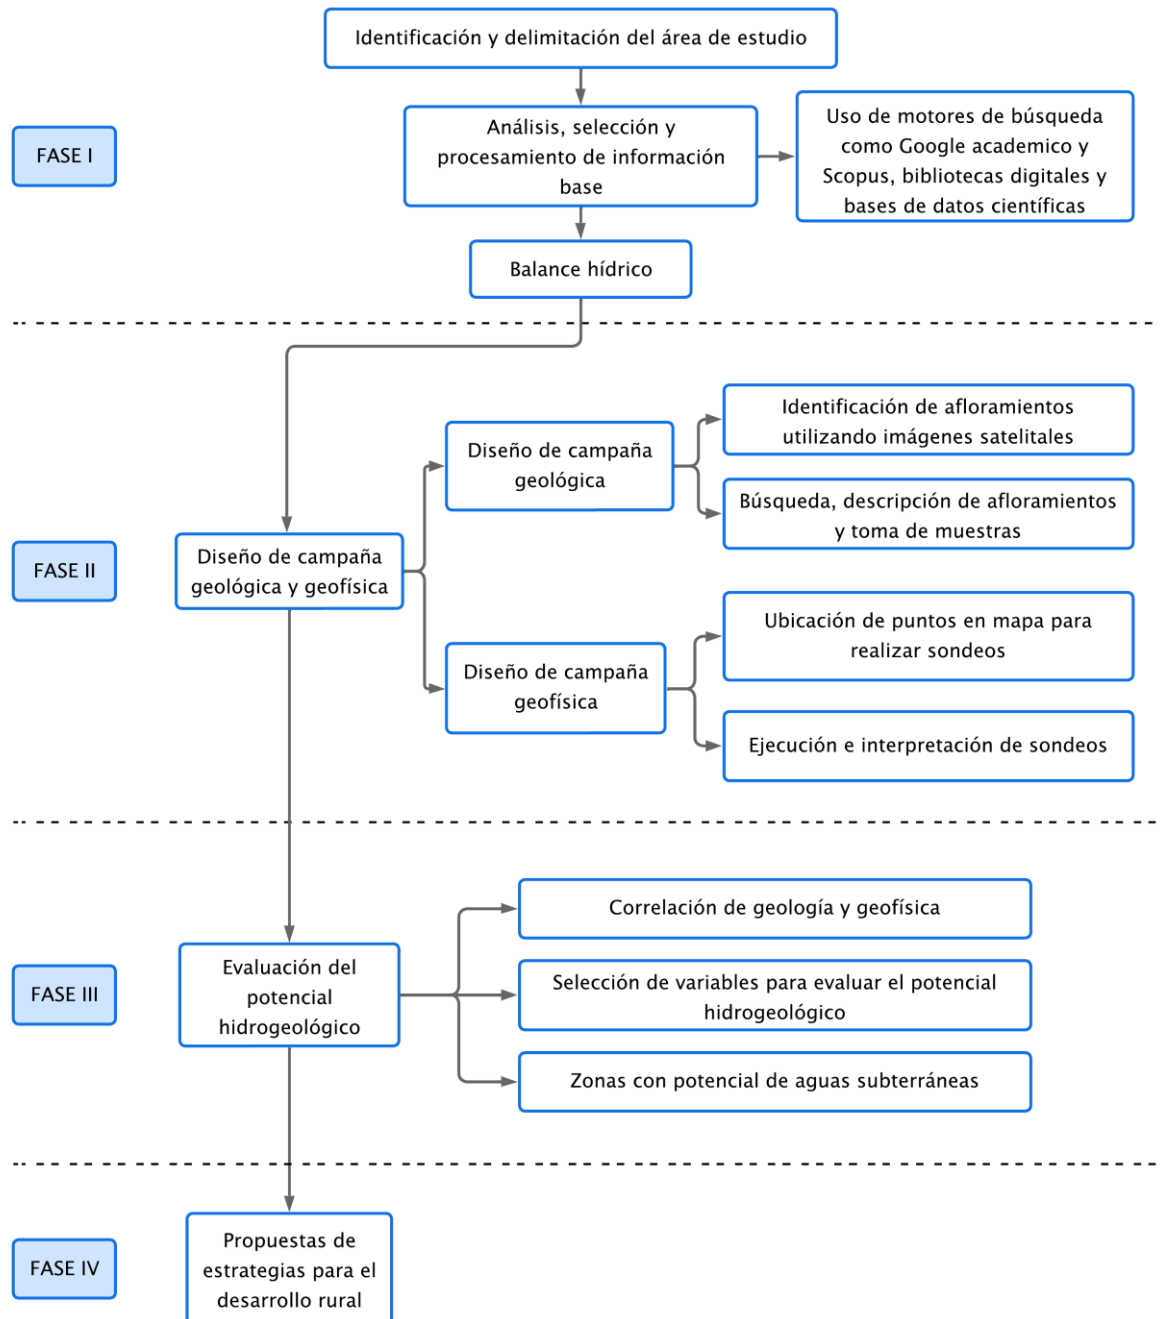 Identificación y delimitación del área de estudio
FASE I
Análisis, selección y
procesamiento de información
base
Uso de motores de búsqueda
como Google academico y
Scopus, bibliotecas digitales y
bases de datos científicas
Balance hídrico
FASE II
Diseño de campaña
geológica y geofísica
Diseño de campaña
geológica
Identificación de afloramientos
utilizando imágenes satelitales
Búsqueda, descripción de afloramientos
y toma de muestras
Diseño de campaña
geofísica
Ubicación de puntos en mapa para
realizar sondeos
Ejecución e interpretación de sondeos
FASE III
Evaluación del
potencial
hidrogeológico
Correlación de geología y geofísica
Selección de variables para evaluar el potencial
hidrogeológico
Zonas con potencial de aguas subterráneas
FASE IV
Propuestas de
estrategias para el
desarrollo rural